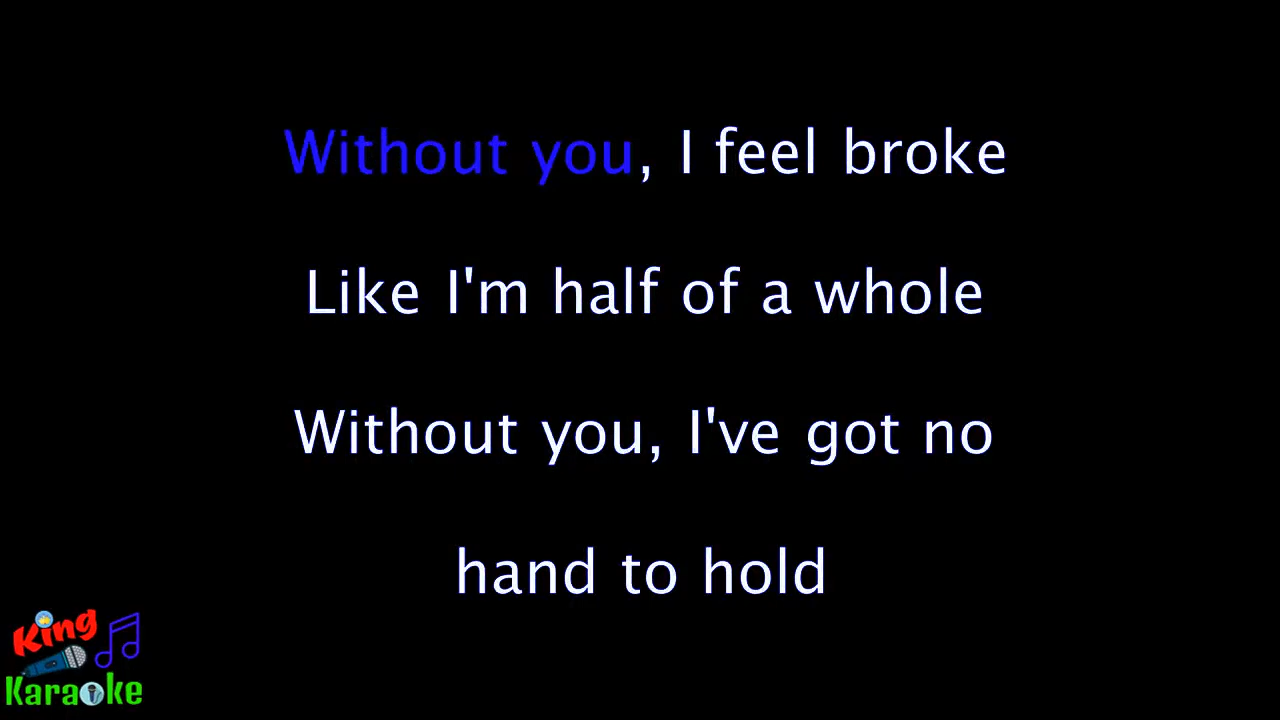 Without you, I feel broke
Like I'm half of a whole
Without you, I've got no
hand to hold
King
Karaoke